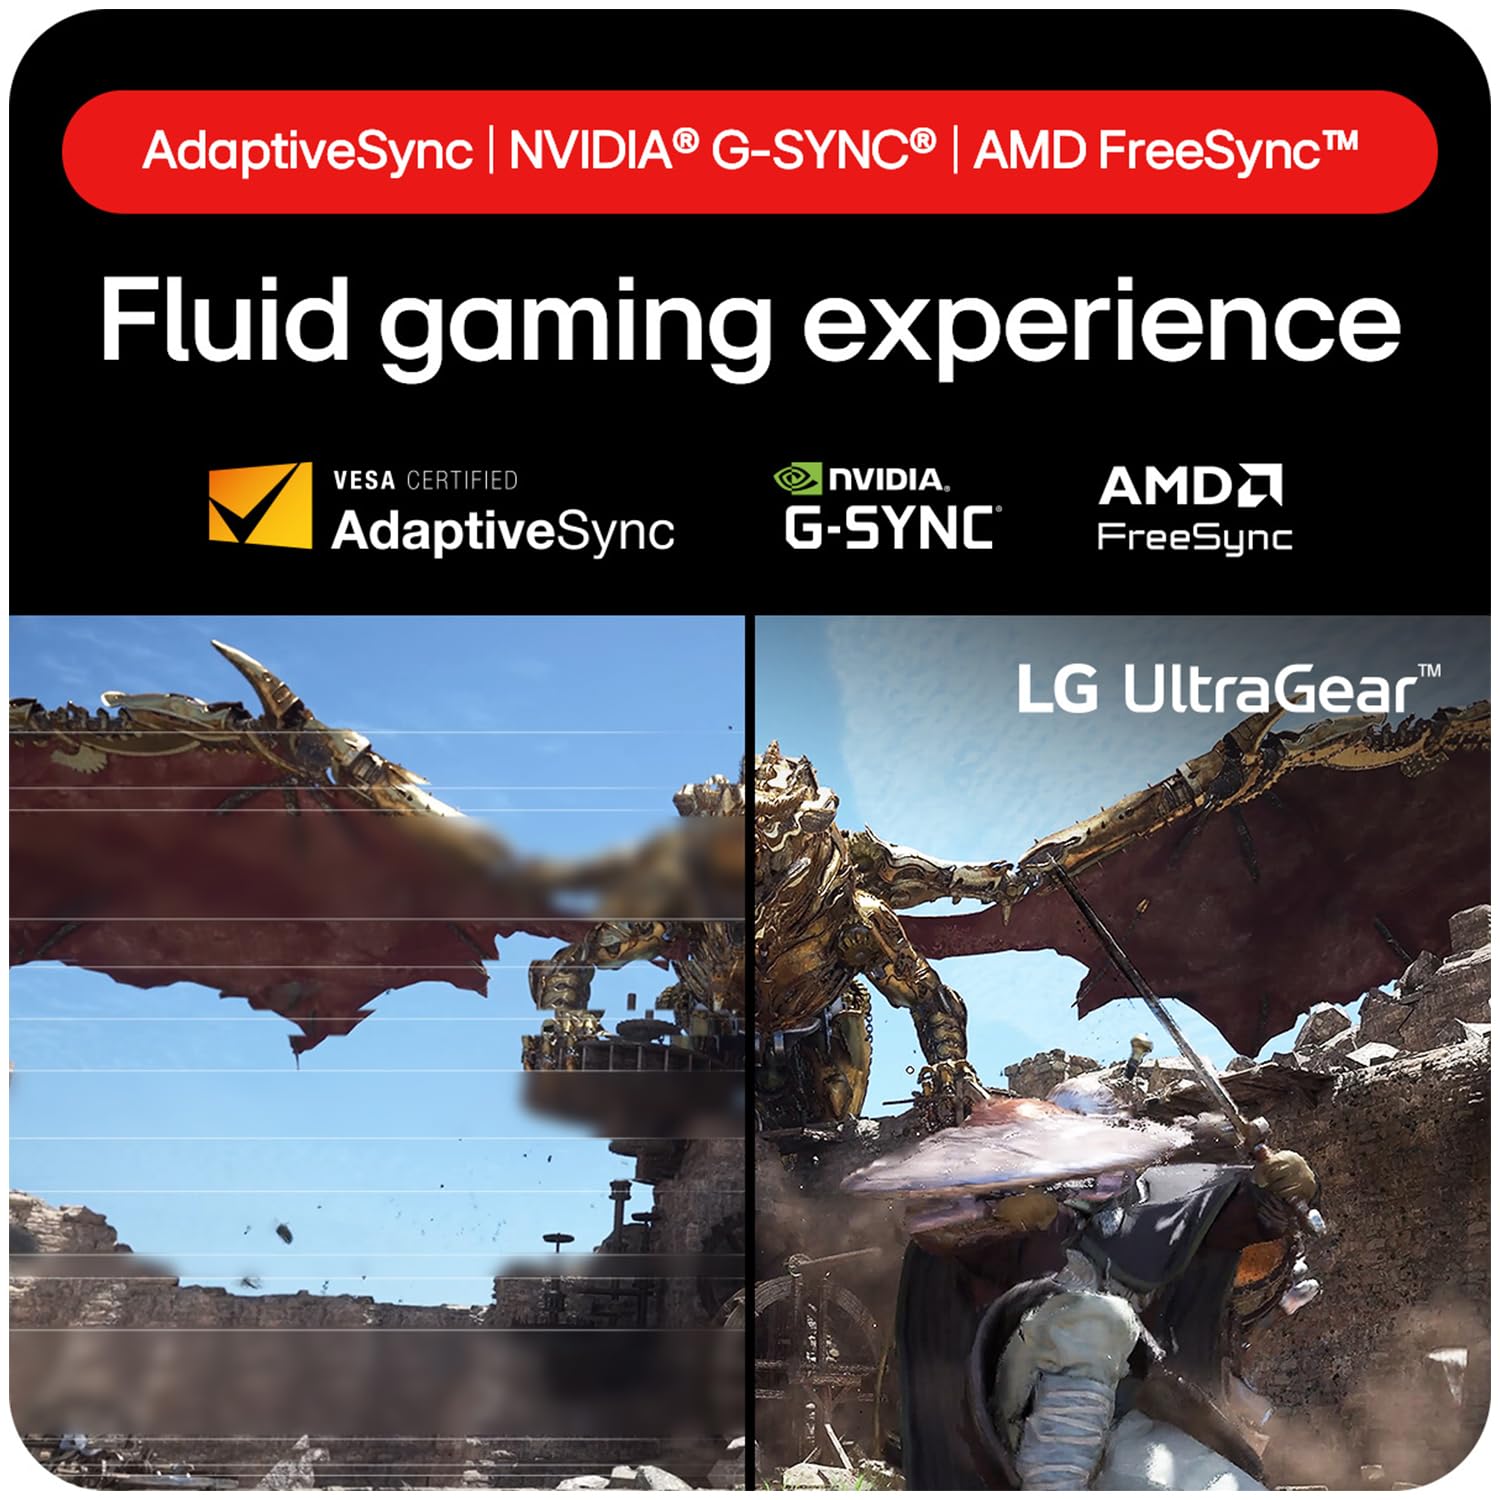 AdaptiveSync | NVIDIA® G-SYNC® | AMD FreeSync™
Fluid gaming experience
VESA CERTIFIED
AdaptiveSync
NVIDIA®
G-SYNC®
AMD
FreeSync
LG UltraGear™